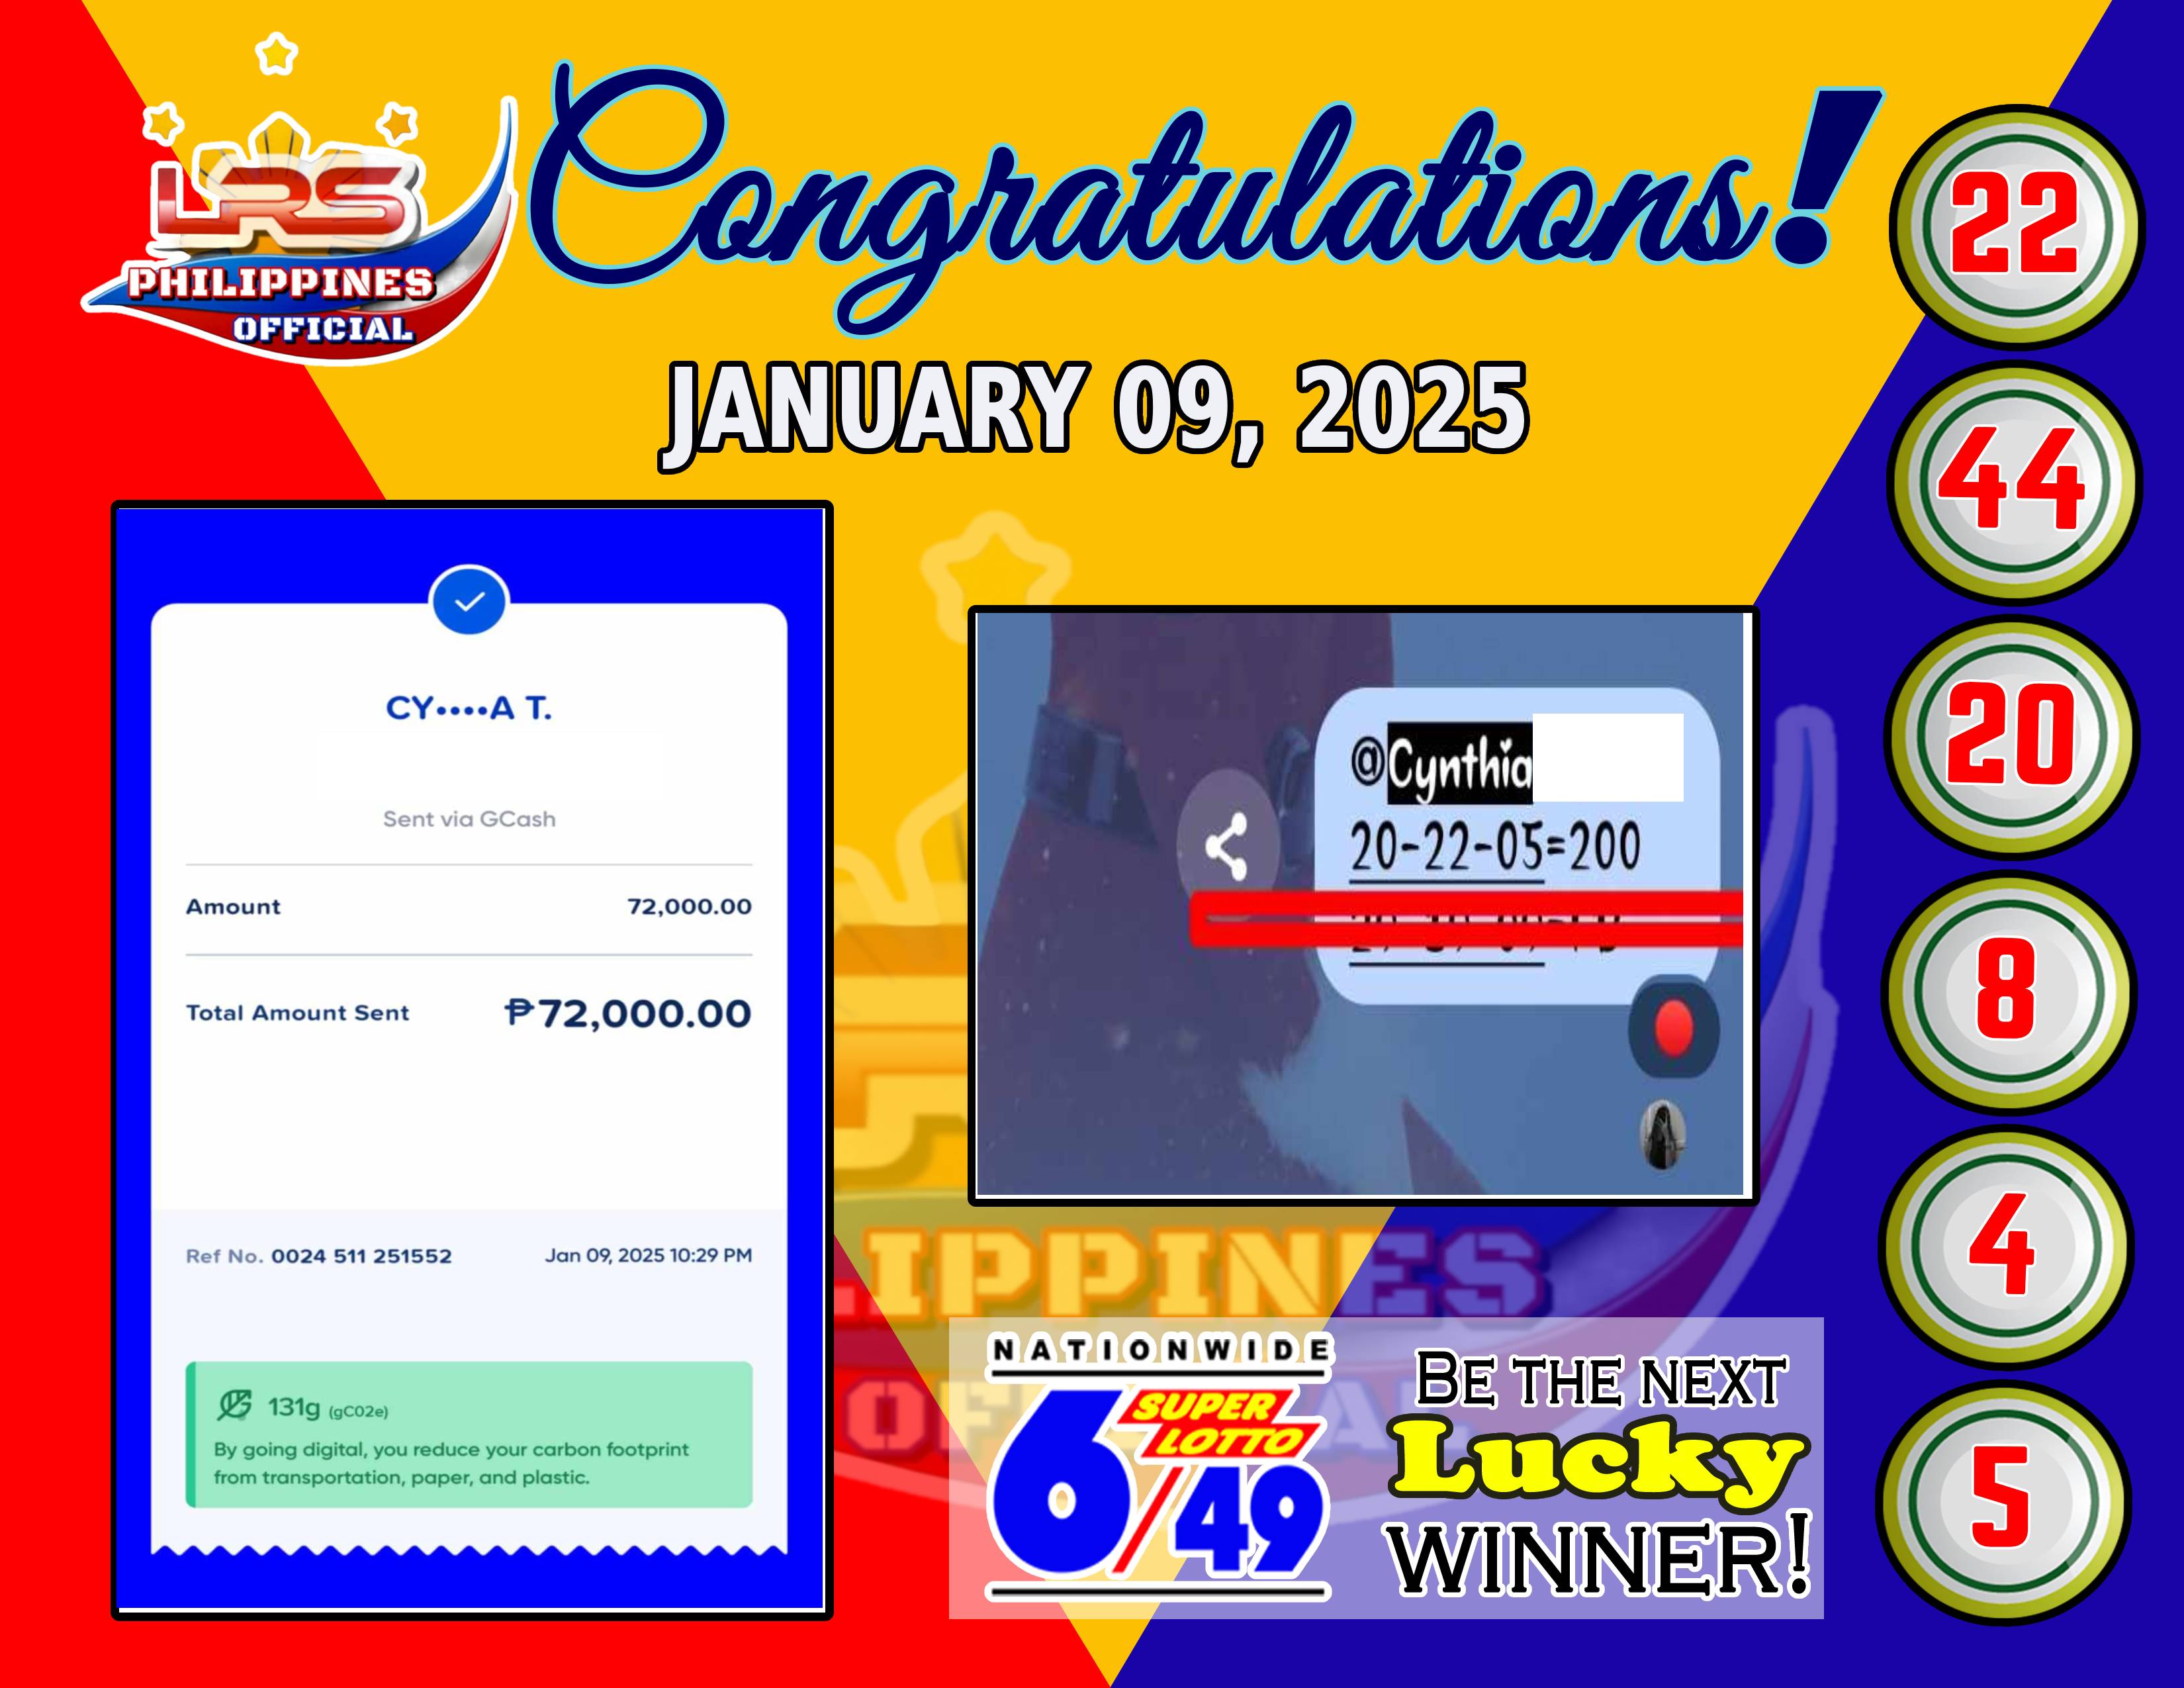 LRS
PHILIPPINES
OFFICIAL
Congratulations!
JANUARY 09, 2025
CY••••A T.
Sent via GCash
Amount 72,000.00
Total Amount Sent ₱72,000.00
Ref No. 0024 511 251552 Jan 09, 2025 10:29 PM
131g (gCO2e)
By going digital, you reduce your carbon footprint
from transportation, paper, and plastic.
@Cynthia
20-22-05=200
IPPINES
NATIONWIDE
SUPER
LOTTO
6/49
BE THE NEXT
Lucky
WINNER!
22
44
20
8
4
5